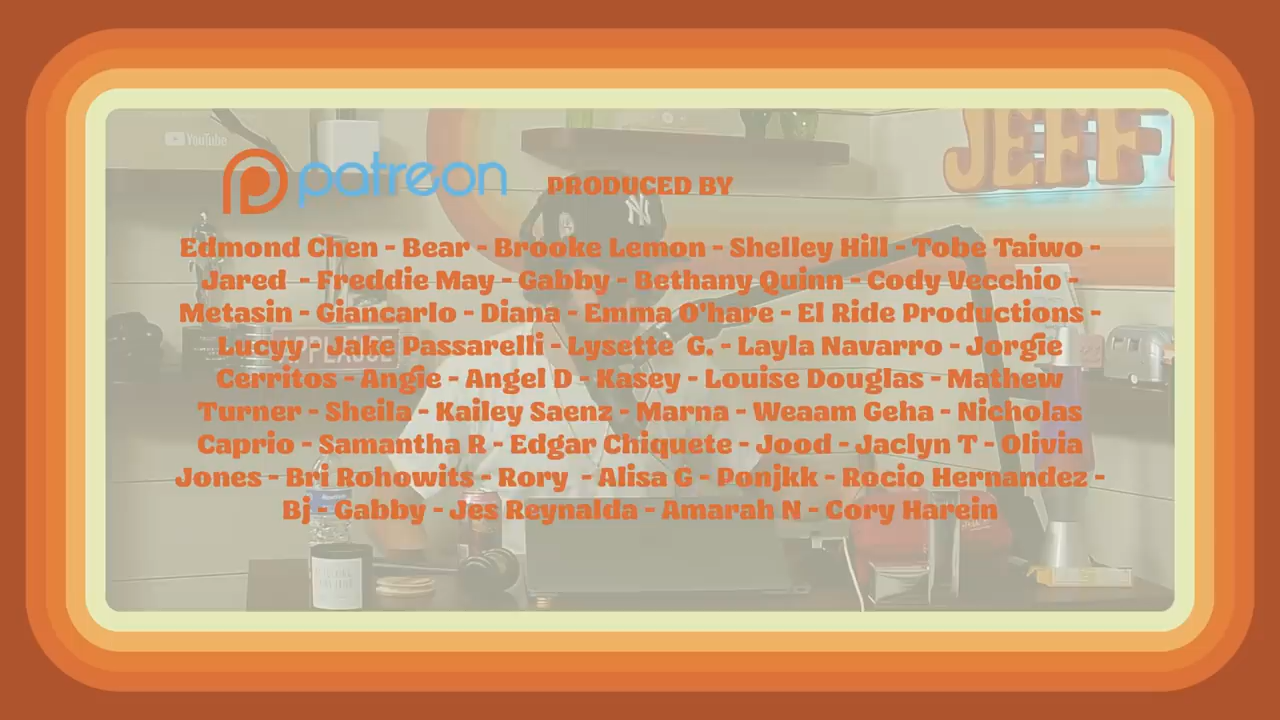 YouTube
JEFF
patreon
PRODUCED BY
Edmond Chen - Bear - Brooke Lemon - Shelley Hill - Tobe Taiwo -
Jared - Freddie May - Gabby - Bethany Quinn - Cody Vecchio -
Metasin - Giancarlo - Diana - Emma O'hare - El Ride Productions -
Lucyy - Jake Passarelli - Lysette G. - Layla Navarro - Jorgie
Cerritos - Angie - Angel D - Kasey - Louise Douglas - Mathew
Turner - Sheila - Kailey Saenz - Marna - Weaam Geha - Nicholas
Caprio - Samantha R - Edgar Chiquete - Jood - Jaclyn T - Olivia
Jones - Bri Rohowits - Rory - Alisa G - Ponjkk - Rocio Hernandez -
Bj - Gabby - Jes Reynalda - Amarah N - Cory Harein
APPLAUSE
NY